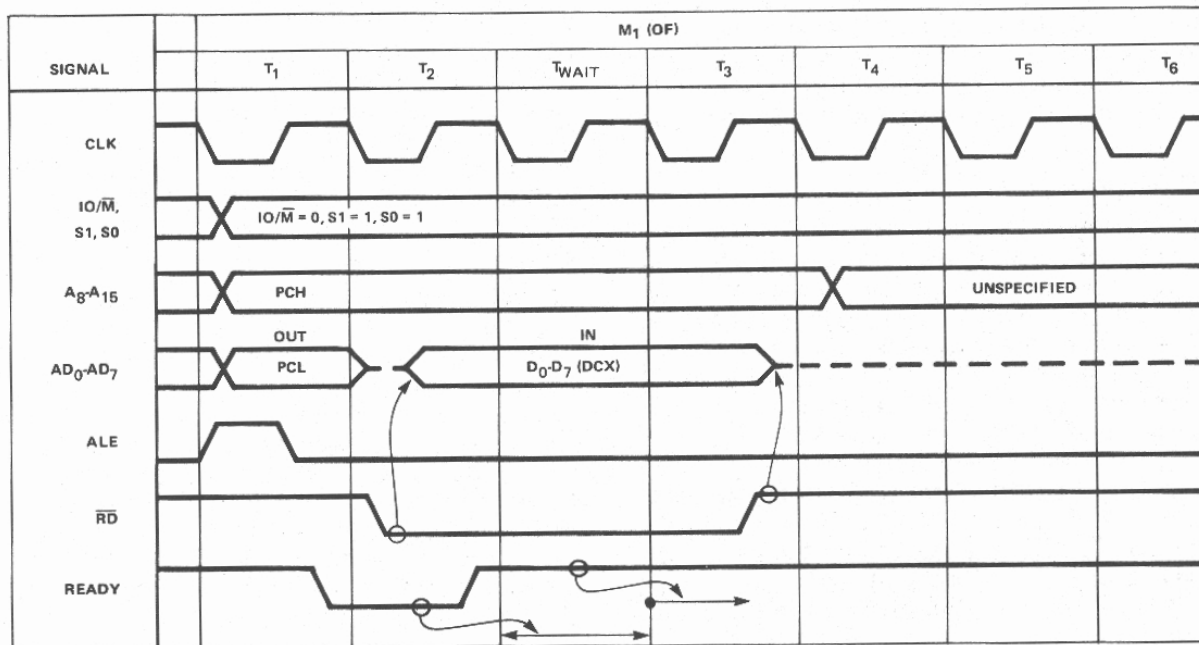 M1 (OF)
SIGNAL T1 T2 TWAIT T3 T4 T5 T6
CLK
IO/M̅,
S1, S0
IO/M̅ = 0, S1 = 1, S0 = 1
A8-A15 PCH UNSPECIFIED
OUT IN
AD0-AD7 PCL D0-D7 (DCX)
ALE
R̅D̅
READY